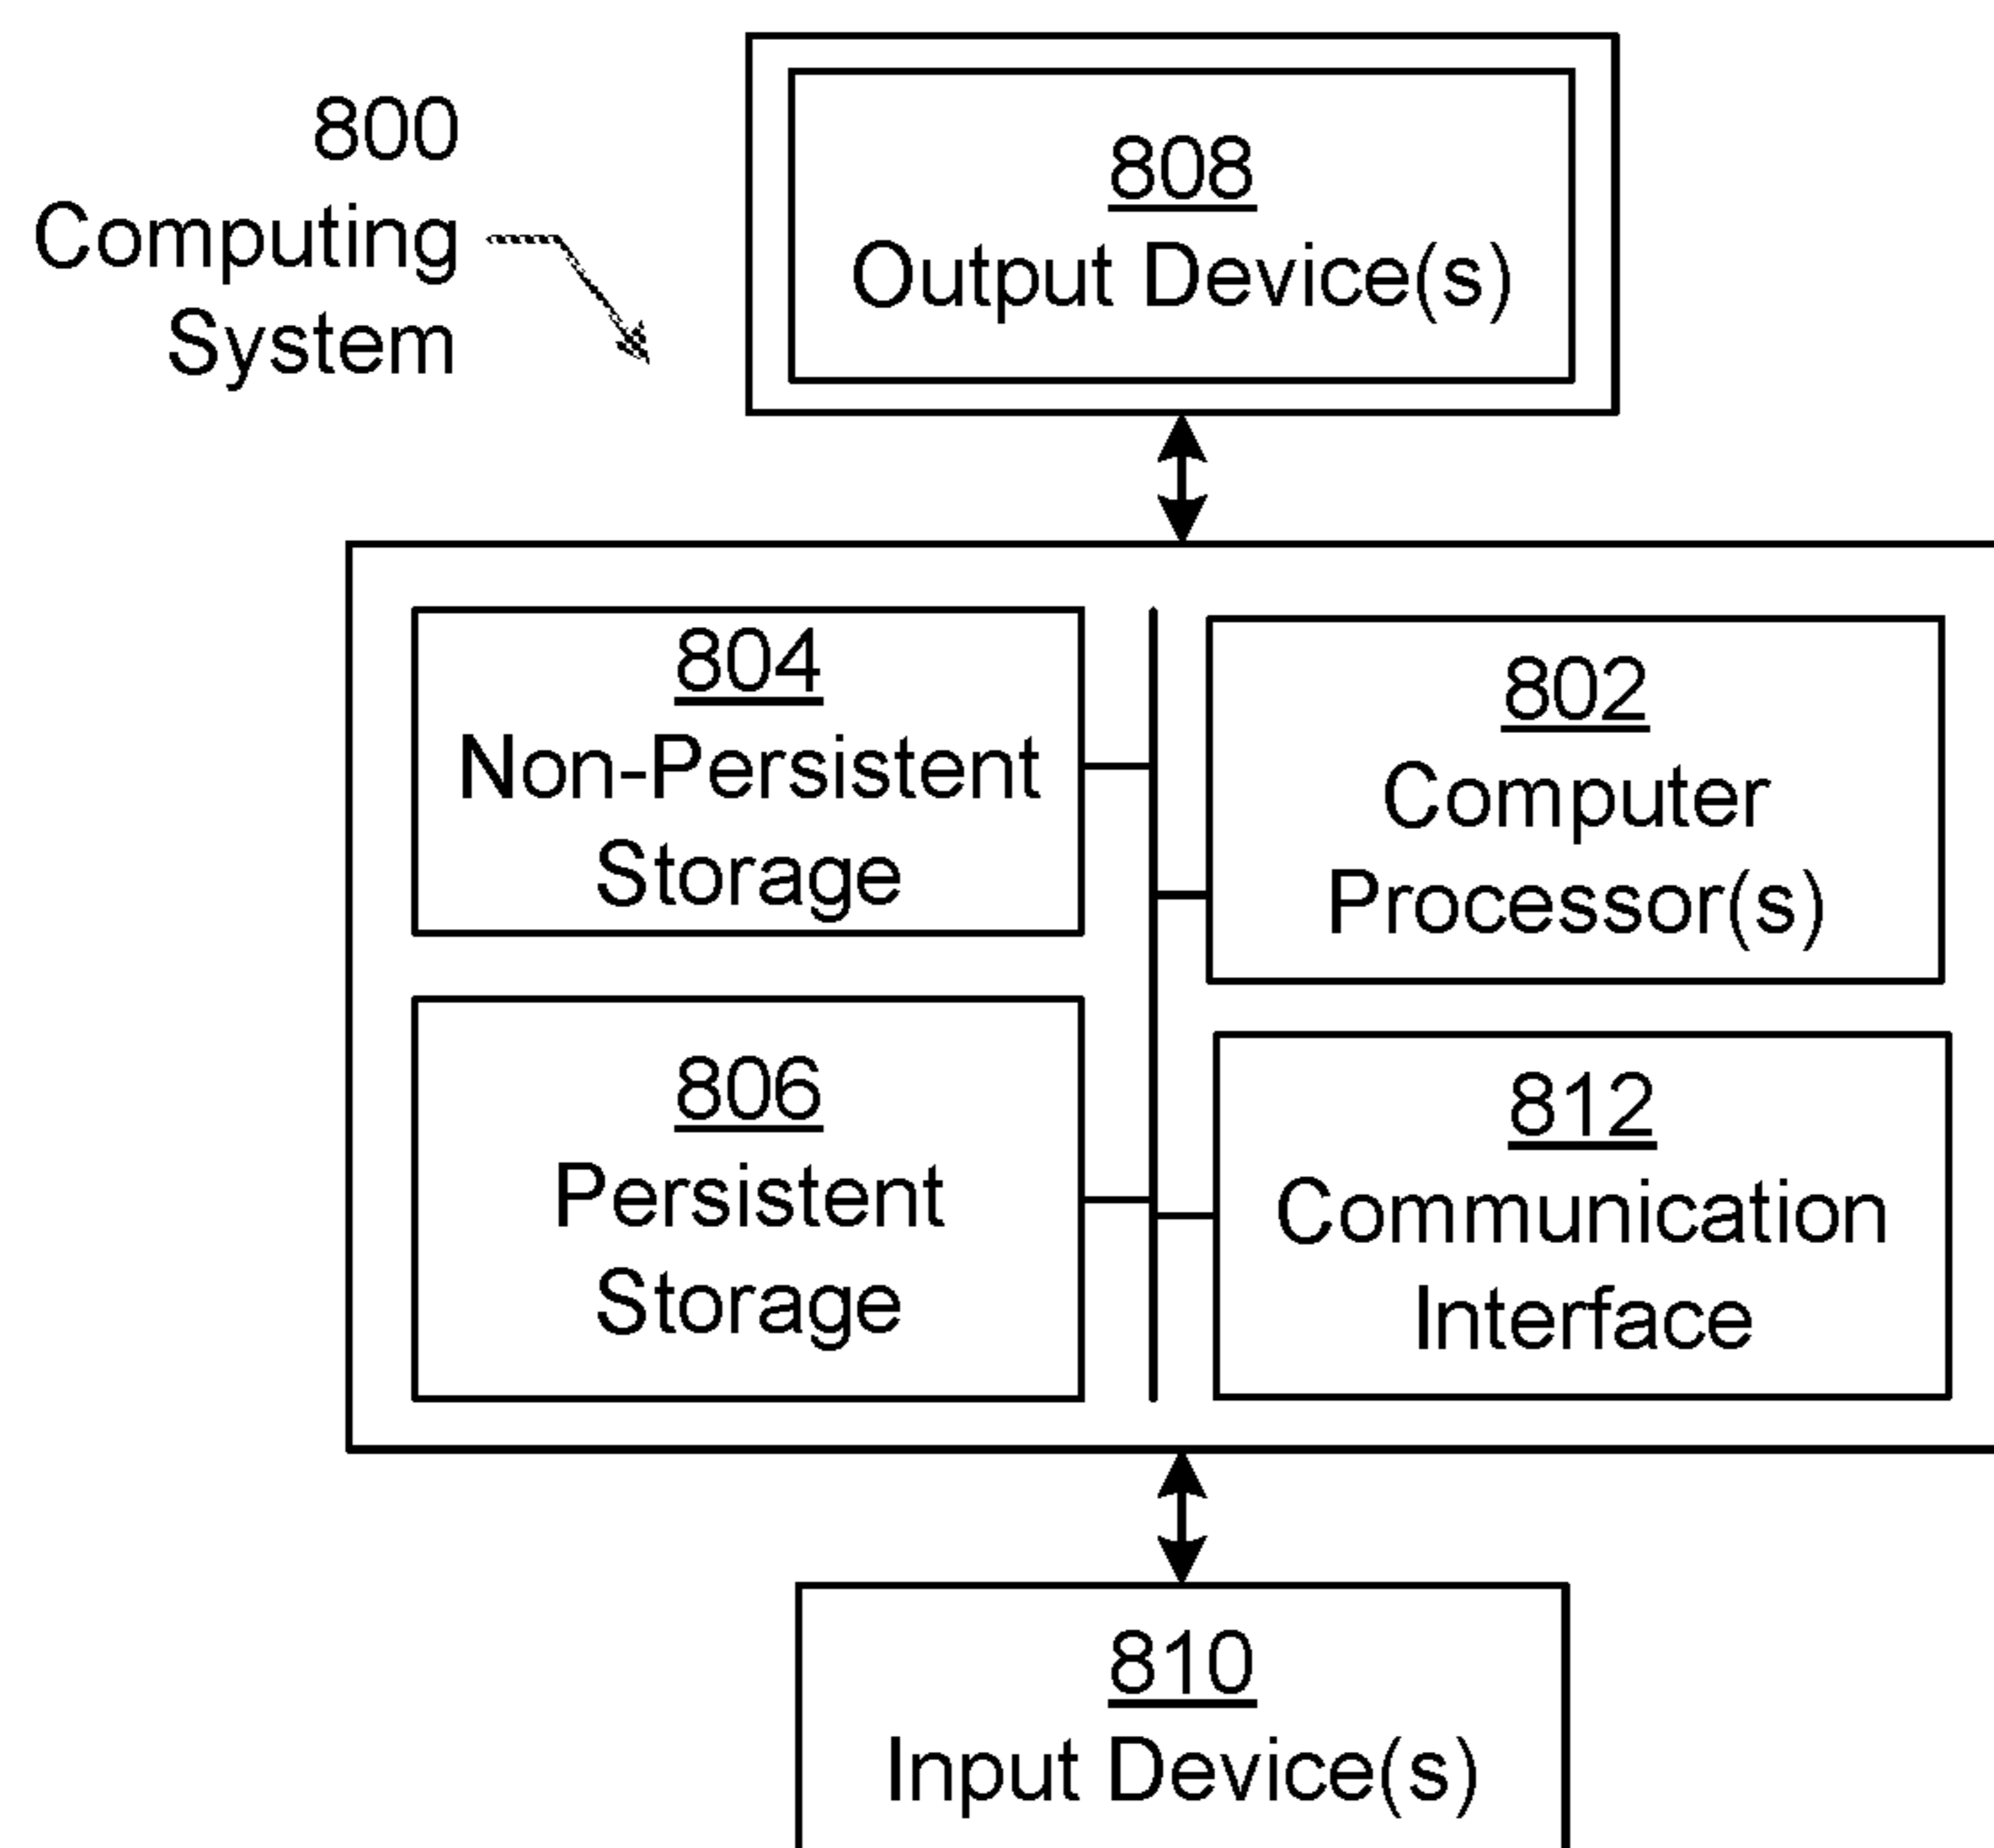 800
Computing
System
808
Output Device(s)
804
Non-Persistent
Storage
802
Computer
Processor(s)
806
Persistent
Storage
812
Communication
Interface
810
Input Device(s)